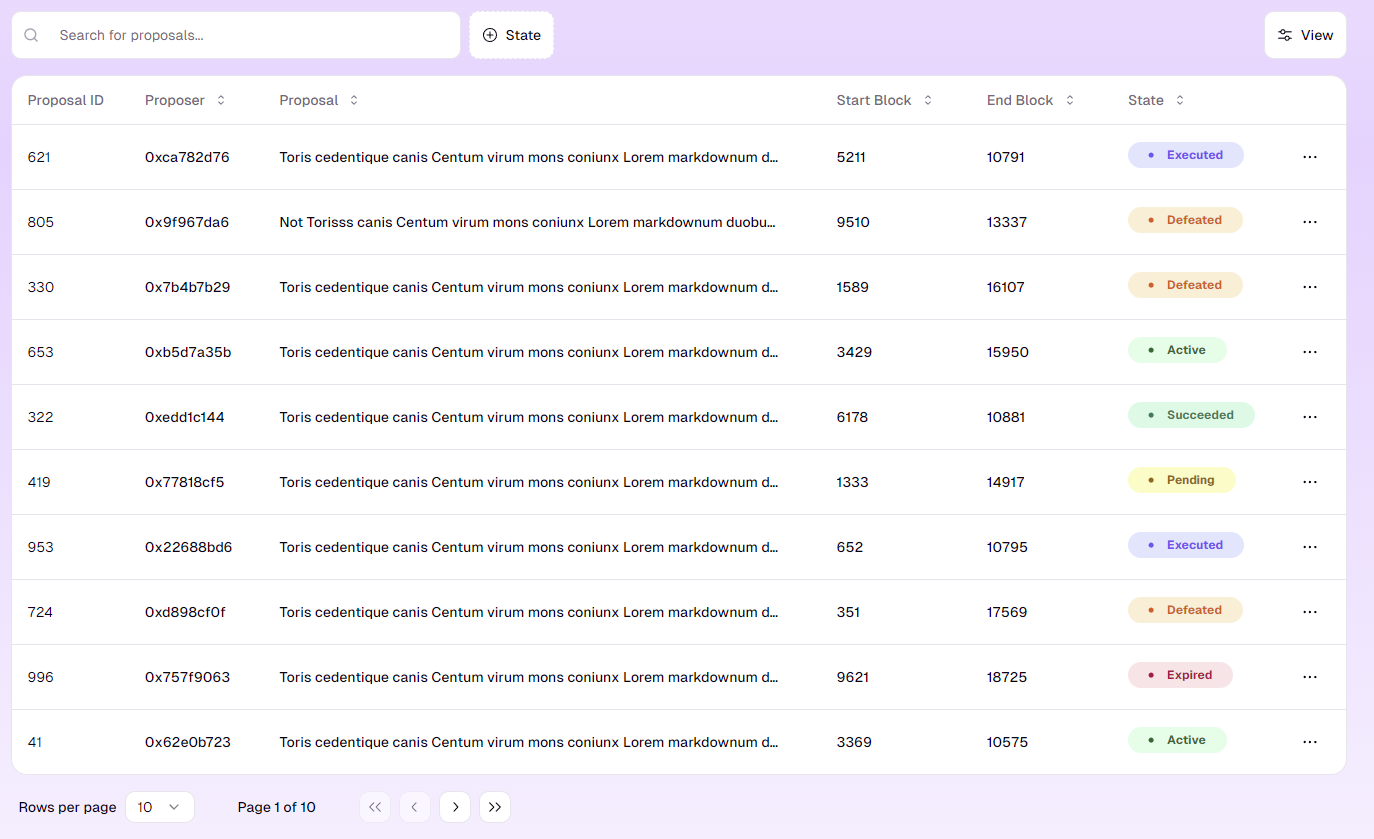 Search for proposals... State View
Proposal ID Proposer Proposal Start Block End Block State
621 0xca782d76 Toris cedentique canis Centum virum mons coniunx Lorem markdownum d... 5211 10791 Executed ...
805 0x9f967da6 Not Torisss canis Centum virum mons coniunx Lorem markdownum duobu... 9510 13337 Defeated ...
330 0x7b4b7b29 Toris cedentique canis Centum virum mons coniunx Lorem markdownum d... 1589 16107 Defeated ...
653 0xb5d7a35b Toris cedentique canis Centum virum mons coniunx Lorem markdownum d... 3429 15950 Active ...
322 0xedd1c144 Toris cedentique canis Centum virum mons coniunx Lorem markdownum d... 6178 10881 Succeeded ...
419 0x77818cf5 Toris cedentique canis Centum virum mons coniunx Lorem markdownum d... 1333 14917 Pending ...
953 0x22688bd6 Toris cedentique canis Centum virum mons coniunx Lorem markdownum d... 652 10795 Executed ...
724 0xd898cf0f Toris cedentique canis Centum virum mons coniunx Lorem markdownum d... 351 17569 Defeated ...
996 0x757f9063 Toris cedentique canis Centum virum mons coniunx Lorem markdownum d... 9621 18725 Expired ...
41 0x62e0b723 Toris cedentique canis Centum virum mons coniunx Lorem markdownum d... 3369 10575 Active ...
Rows per page 10 Page 1 of 10